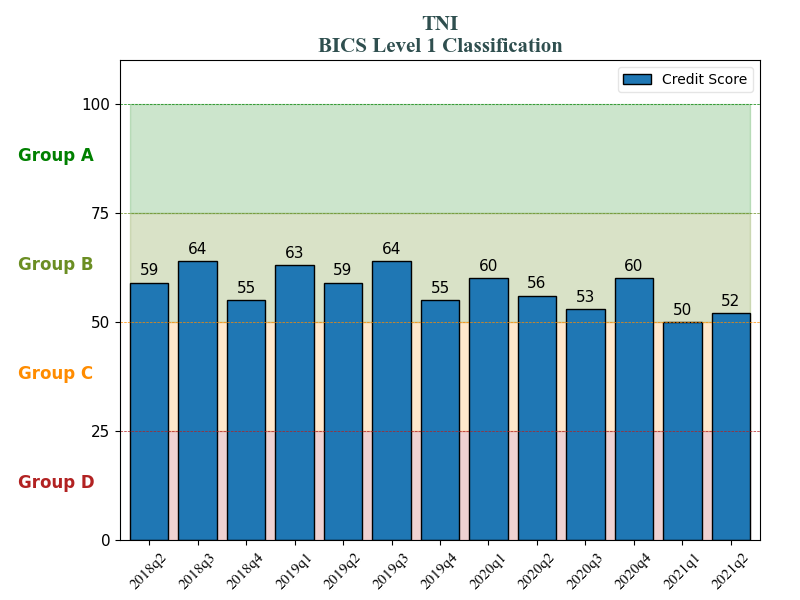 TNI
BICS Level 1 Classification
Credit Score
100
Group A
75
Group B
59 64 55 63 59 64 55 60 56 53 60 50 52
50
Group C
25
Group D
0
2018q2 2018q3 2018q4 2019q1 2019q2 2019q3 2019q4 2020q1 2020q2 2020q3 2020q4 2021q1 2021q2